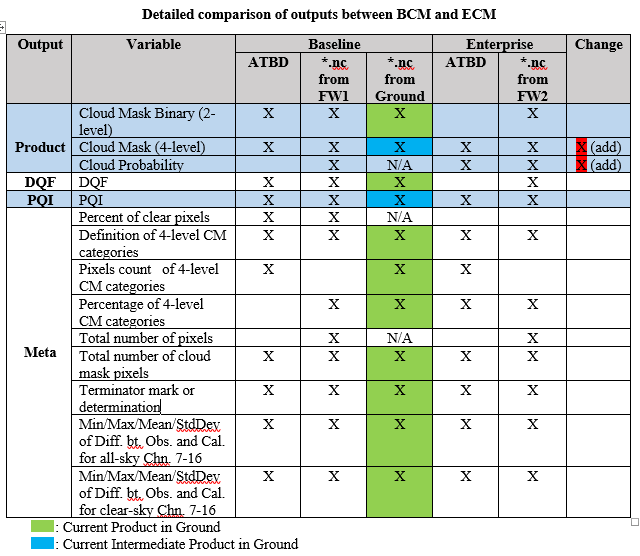 Detailed comparison of outputs between BCM and ECM
Output Variable Baseline Enterprise Change
ATBD *.nc from FW1 *.nc from Ground ATBD *.nc from FW2
Product Cloud Mask Binary (2-level) X X X X
Cloud Mask (4-level) X X X X X (add)
Cloud Probability X N/A X X X (add)
DQF DQF X X X X
PQI PQI X X X X X
Meta Percent of clear pixels X X N/A
Definition of 4-level CM categories X X X X X
Pixels count of 4-level CM categories X X X
Percentage of 4-level CM categories X X X X
Total number of pixels X N/A X
Total number of cloud mask pixels X X X X X
Terminator mark or determination X X X X X
Min/Max/Mean/StdDev of Diff. bt. Obs. and Cal. for all-sky Chn. 7-16 X X X X X
Min/Max/Mean/StdDev of Diff. bt. Obs. and Cal. for clear-sky Chn. 7-16 X X X X X
: Current Product in Ground
: Current Intermediate Product in Ground